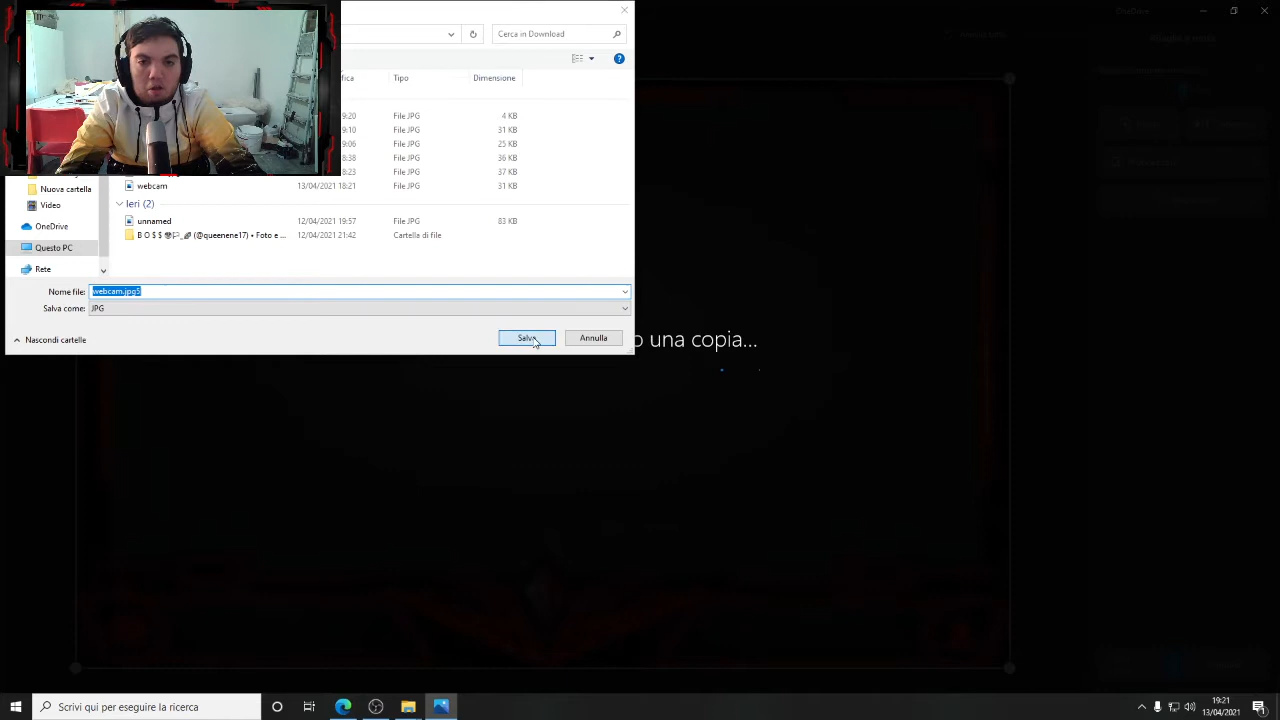 OneDrive
Cerca in Download
fica
Tipo
Dimensione
9:20
File JPG
4 KB
9:10
File JPG
31 KB
9:06
File JPG
25 KB
8:38
File JPG
36 KB
8:23
File JPG
37 KB
webcam
13/04/2021 18:21
File JPG
31 KB
Nuova cartella
Video
Ieri (2)
unnamed
12/04/2021 19:57
File JPG
83 KB
OneDrive
B O $ $ (@queenene17) • Foto e ...
12/04/2021 21:42
Cartella di file
Questo PC
Rete
Nome file:
webcam.jpg5
Salva come:
JPG
Nascondi cartelle
Salva
Annulla
o una copia...
Scrivi qui per eseguire la ricerca
19:21
13/04/2021
1